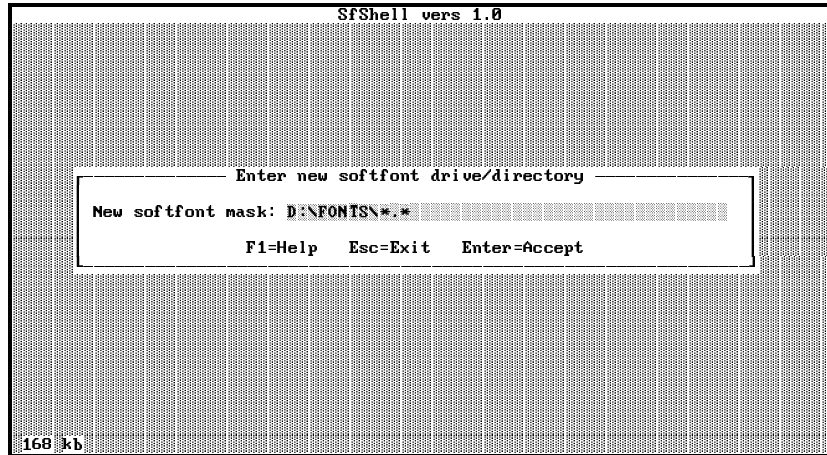 SfShell vers 1.0
Enter new softfont drive/directory
New softfont mask: D:\FONTS\*.*
F1=Help Esc=Exit Enter=Accept
168 kb